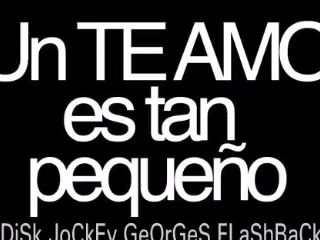 Un TE AMO
es tan
pequeño
DiSk JoCkEy GeOrGeS FLaShBaCk